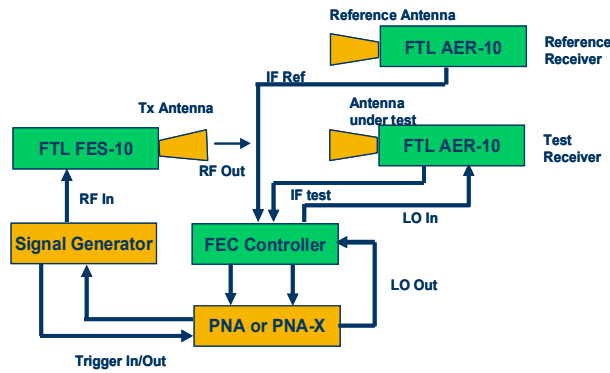 Reference Antenna
FTL AER-10
Reference
Receiver
IF Ref
Tx Antenna
Antenna
under test
FTL FES-10
FTL AER-10
Test
Receiver
RF Out
RF In
IF test
LO In
Signal Generator
FEC Controller
LO Out
PNA or PNA-X
Trigger In/Out